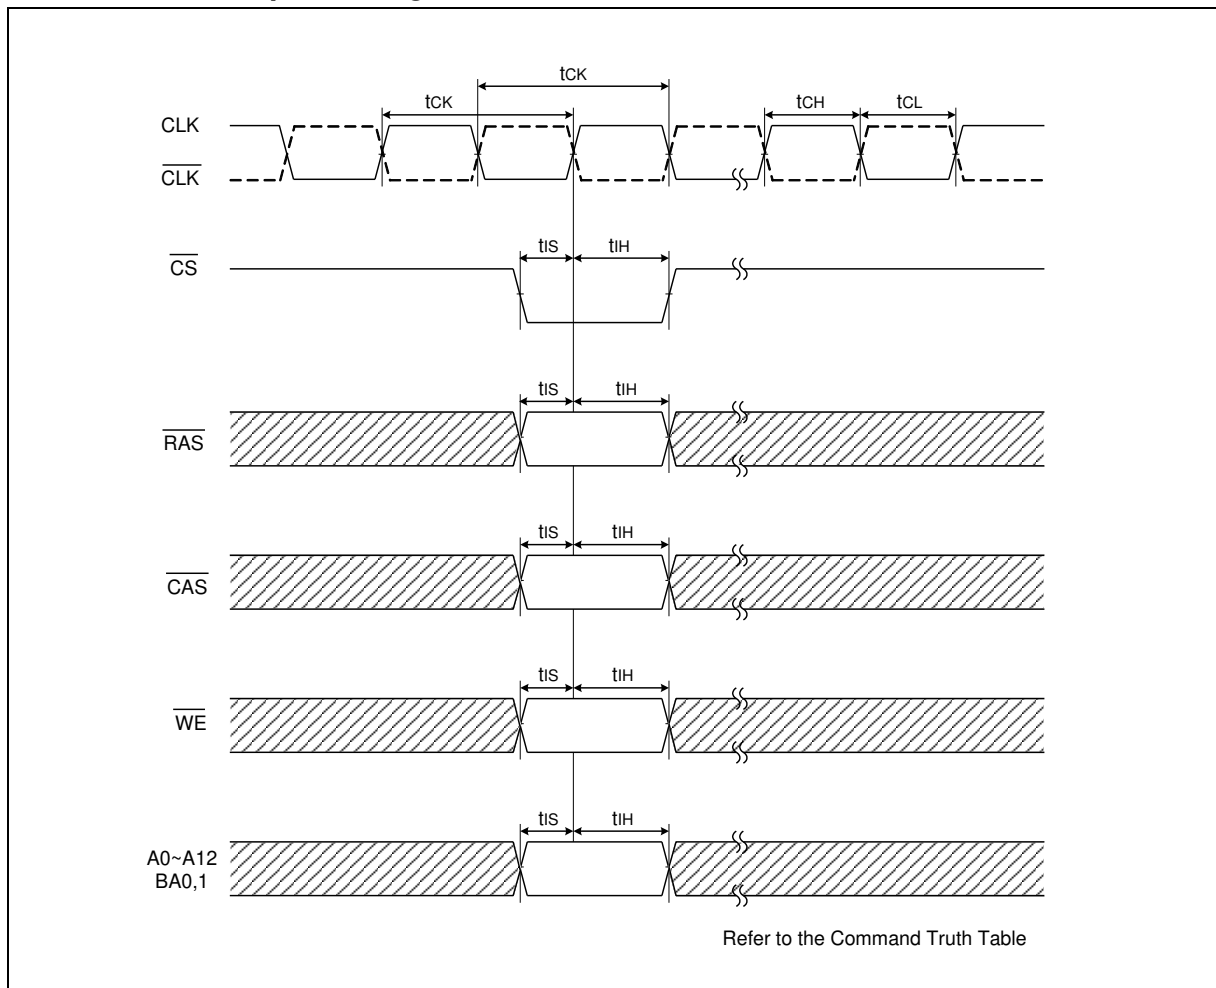 tCK
tCK
tCH
tCL
CLK
CLK
tIS
tIH
CS
tIS
tIH
RAS
tIS
tIH
CAS
tIS
tIH
WE
tIS
tIH
A0~A12
BA0,1
Refer to the Command Truth Table